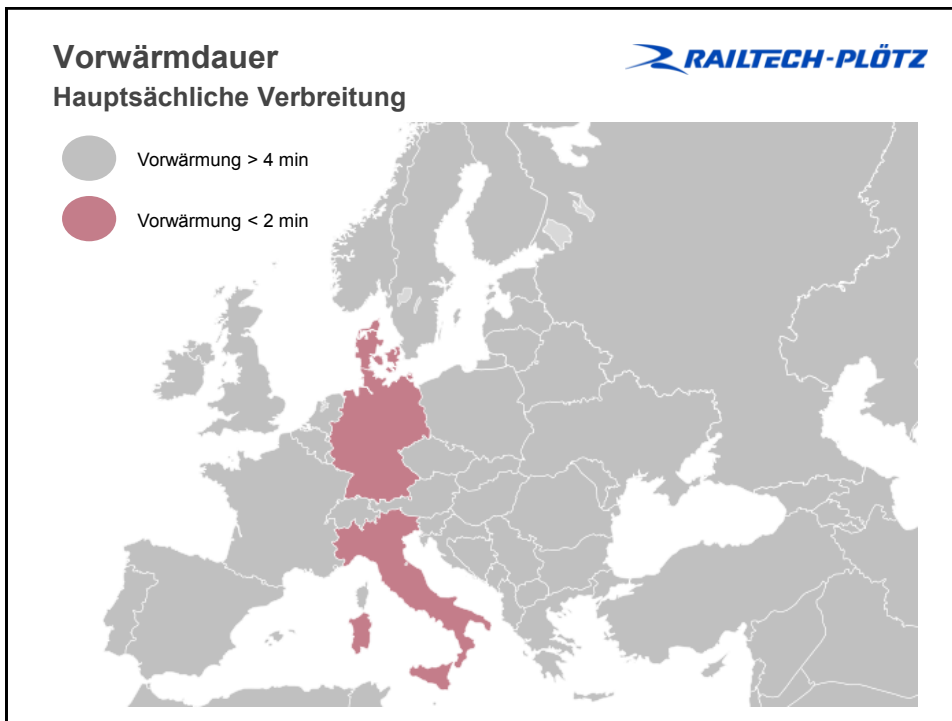 Vorwärmdauer
RAILTECH-PLÖTZ
Hauptsächliche Verbreitung
Vorwärmung > 4 min
Vorwärmung < 2 min